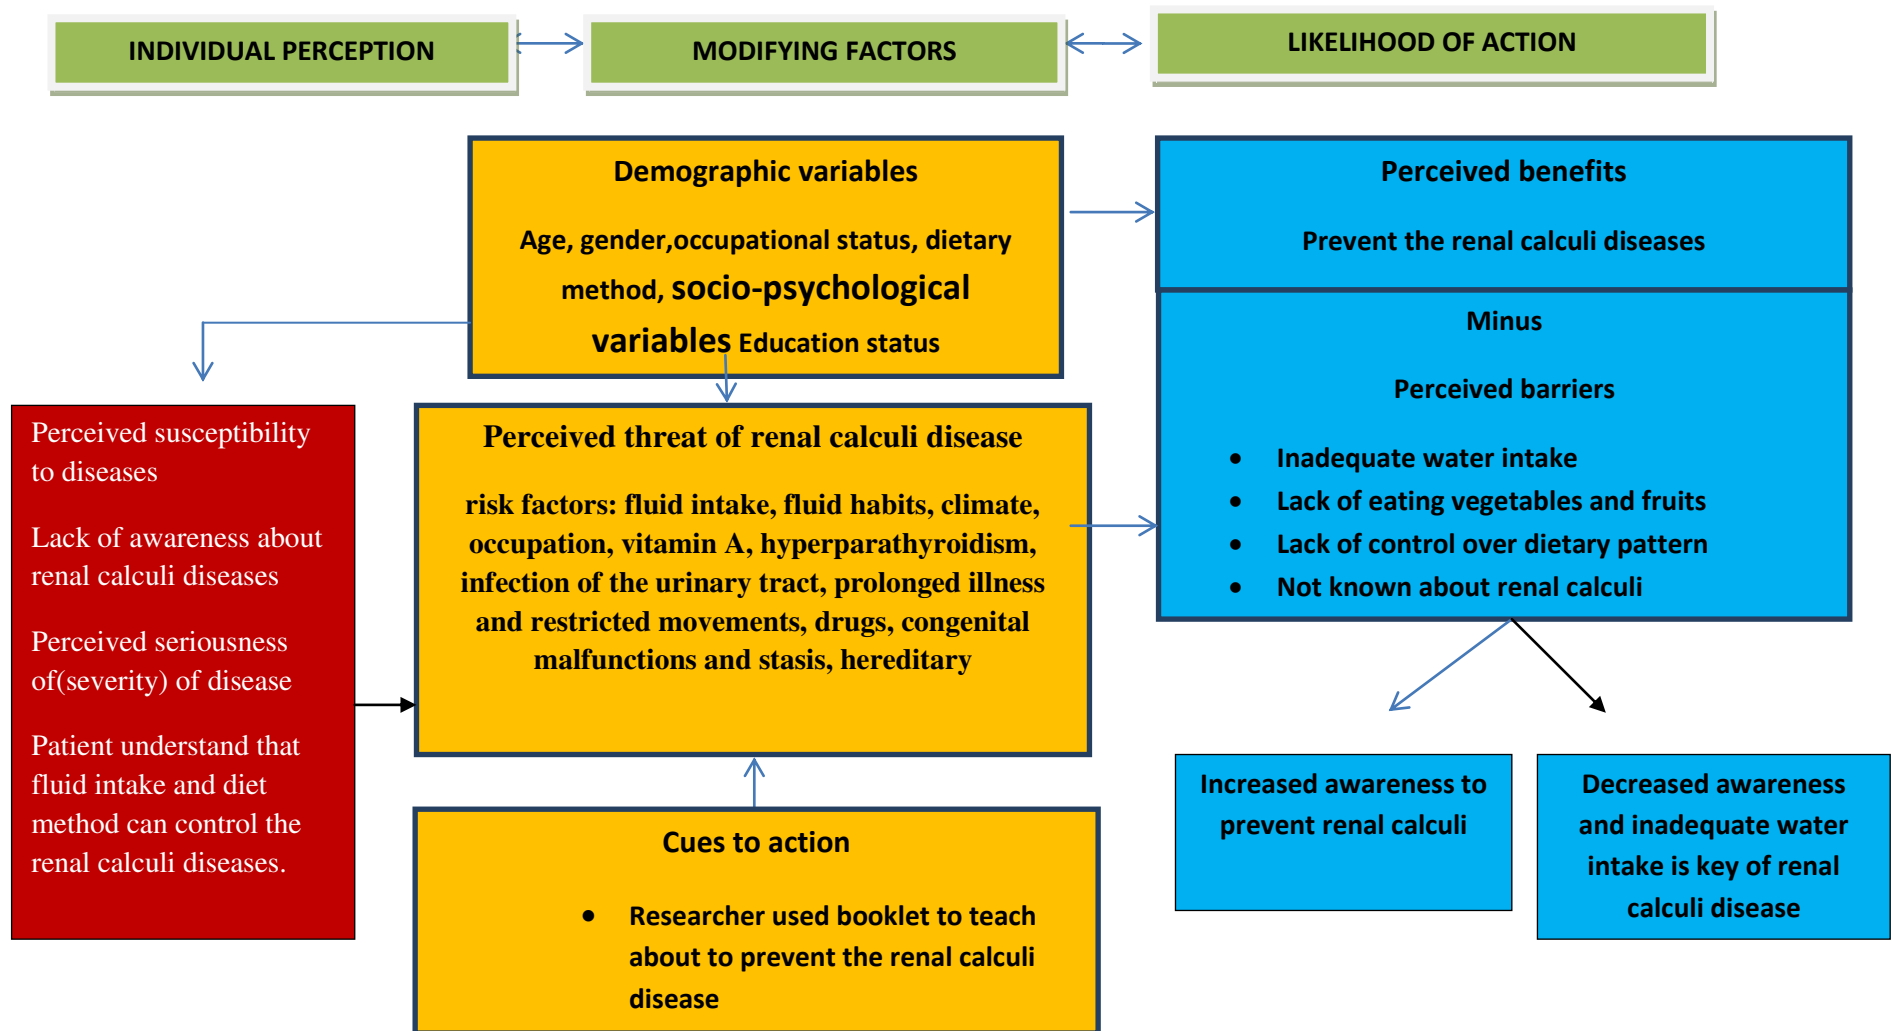 INDIVIDUAL PERCEPTION
MODIFYING FACTORS
LIKELIHOOD OF ACTION
Demographic variables
Age, gender,occupational status, dietary
method, socio-psychological
variables Education status
Perceived benefits
Prevent the renal calculi diseases
Minus
Perceived barriers
• Inadequate water intake
• Lack of eating vegetables and fruits
• Lack of control over dietary pattern
• Not known about renal calculi
Perceived susceptibility
to diseases
Lack of awareness about
renal calculi diseases
Perceived seriousness
of(severity) of disease
Patient understand that
fluid intake and diet
method can control the
renal calculi diseases.
Perceived threat of renal calculi disease
risk factors: fluid intake, fluid habits, climate,
occupation, vitamin A, hyperparathyroidism,
infection of the urinary tract, prolonged illness
and restricted movements, drugs, congenital
malfunctions and stasis, hereditary
Cues to action
• Researcher used booklet to teach
about to prevent the renal calculi
disease
Increased awareness to
prevent renal calculi
Decreased awareness
and inadequate water
intake is key of renal
calculi disease